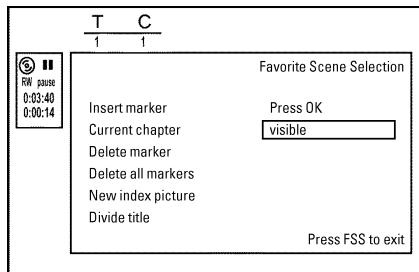 T C
1 1
RW pause
0:03:40
0:00:14
Favorite Scene Selection
Insert marker Press OK
Current chapter visible
Delete marker
Delete all markers
New index picture
Divide title
Press FSS to exit